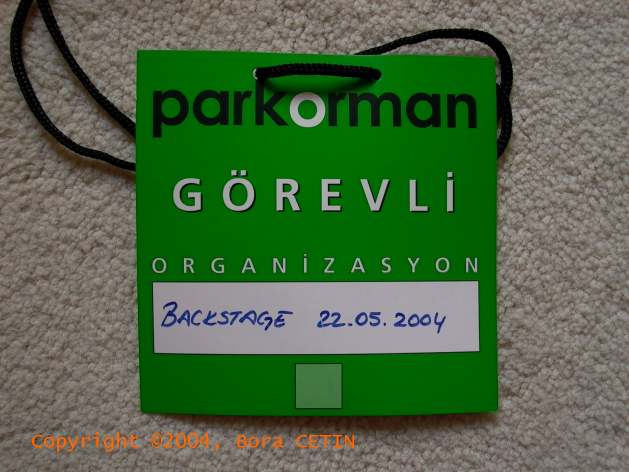 parkorman
GÖREVLİ
ORGANİZASYON
BACKSTAGE 22.05.2004
Copyright ©2004, Bora CETIN